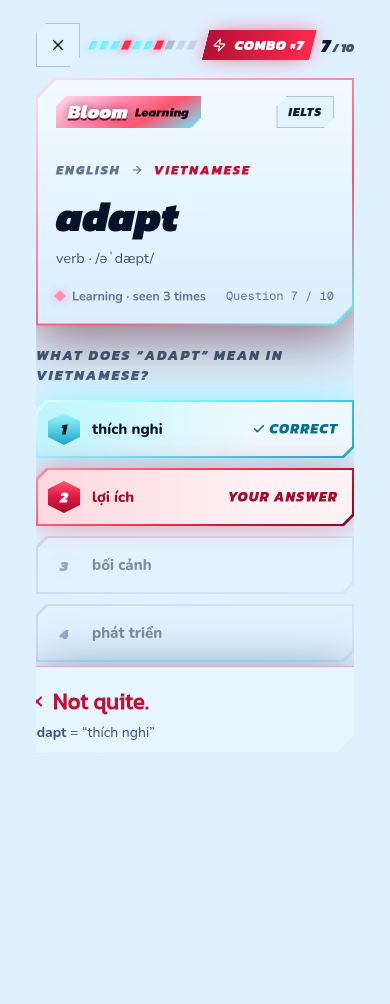 COMBO ×7
7 / 10
Bloom Learning
IELTS
ENGLISH → VIETNAMESE
adapt
verb · /əˈdæpt/
Learning · seen 3 times
Question 7 / 10
WHAT DOES “ADAPT” MEAN IN
VIETNAMESE?
1 thích nghi ✓ CORRECT
2 lợi ích YOUR ANSWER
3 bối cảnh
4 phát triển
Not quite.
dapt = “thích nghi”